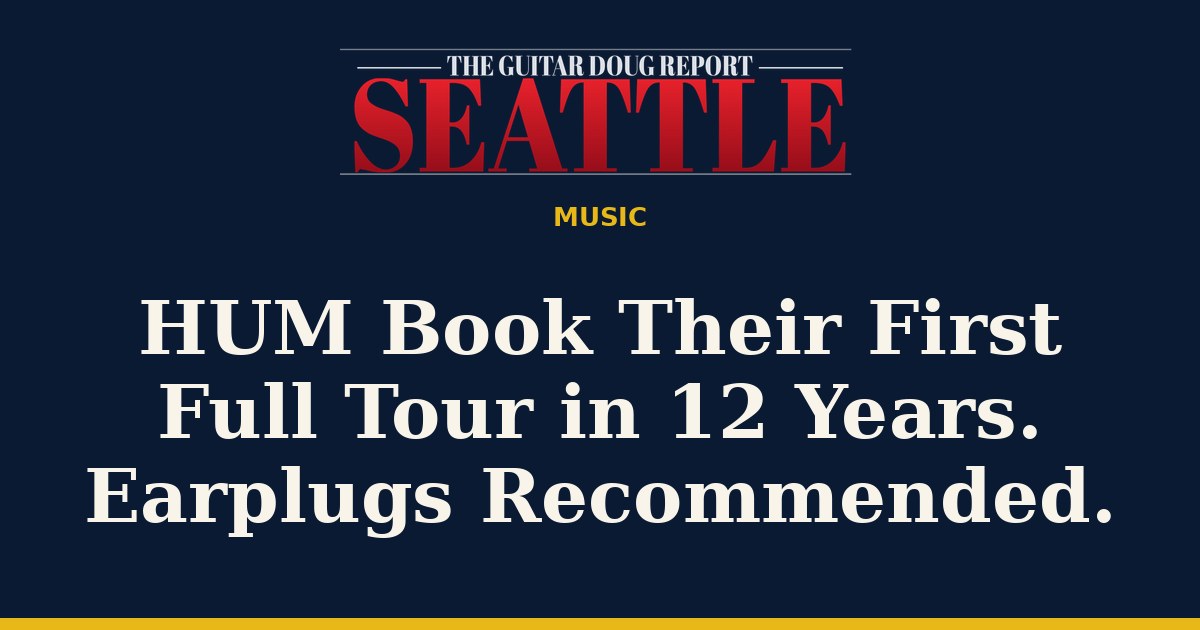 THE GUITAR DOUG REPORT
SEATTLE
MUSIC
HUM Book Their First
Full Tour in 12 Years.
Earplugs Recommended.